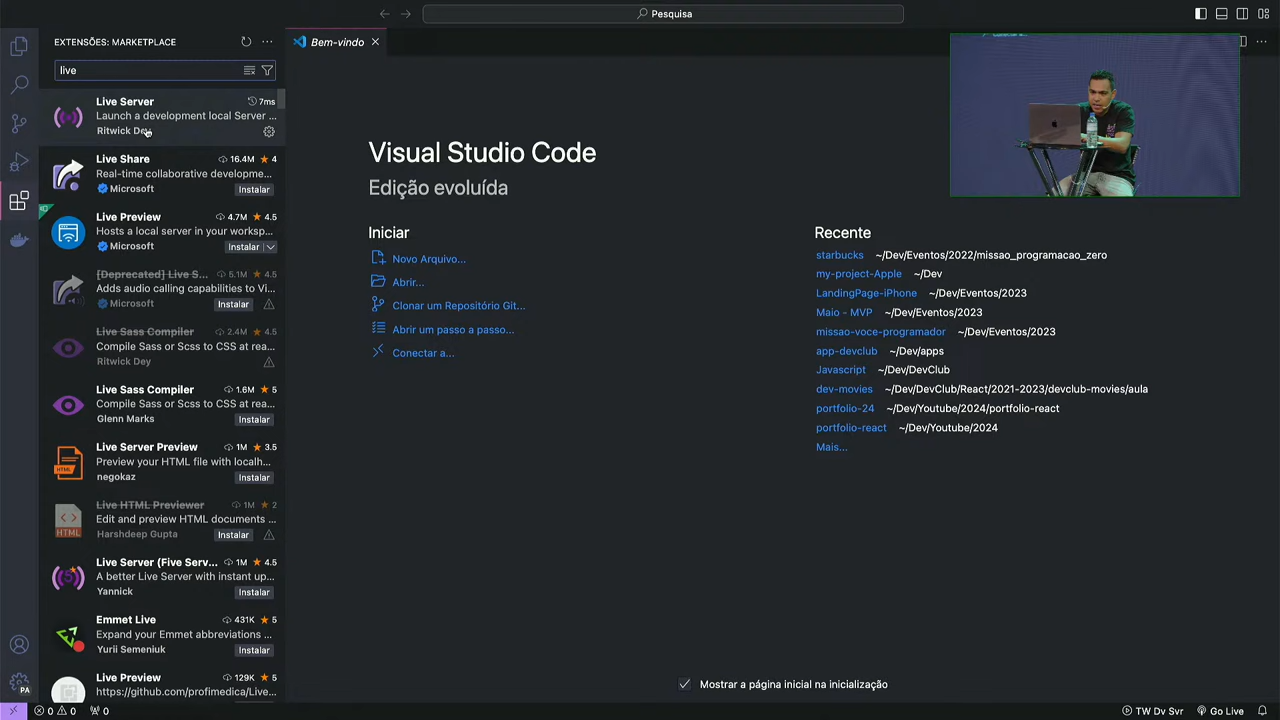 Pesquisa
EXTENSÕES: MARKETPLACE
live
Live Server 7ms
Launch a development local Server ...
Ritwick Dey
Live Share 16.4M 4
Real-time collaborative developme...
Microsoft Instalar
Live Preview 4.7M 4.5
Hosts a local server in your worksp...
Microsoft Instalar
[Deprecated] Live S... 5.1M 4.5
Adds audio calling capabilities to Vi...
Microsoft Instalar
Live Sass Compiler 2.4M 4.5
Compile Sass or Scss to CSS at rea...
Ritwick Dey
Live Sass Compiler 1.6M 5
Compile Sass or Scss to CSS at rea...
Glenn Marks Instalar
Live Server Preview 1M 3.5
Preview your HTML file with localh...
negokaz Instalar
Live HTML Previewer 1M 2
Edit and preview HTML documents ...
Harshdeep Gupta Instalar
Live Server (Five Serv... 1M 4.5
A better Live Server with instant up...
Yannick Instalar
Emmet Live 431K 5
Expand your Emmet abbreviations ...
Yurii Semeniuk Instalar
Live Preview 129K 5
https://github.com/profimedica/Live...
HTML
HTML
5
PA
Bem-vindo
Visual Studio Code
Edição evoluída
Iniciar
Novo Arquivo...
Abrir...
Clonar um Repositório Git...
Abrir um passo a passo...
Conectar a...
Recente
starbucks ~/Dev/Eventos/2022/missao_programacao_zero
my-project-Apple ~/Dev
LandingPage-iPhone ~/Dev/Eventos/2023
Maio - MVP ~/Dev/Eventos/2023
missao-voce-programador ~/Dev/Eventos/2023
app-devclub ~/Dev/apps
Javascript ~/Dev/DevClub
dev-movies ~/Dev/DevClub/React/2021-2023/devclub-movies/aula
portfolio-24 ~/Dev/Youtube/2024/portfolio-react
portfolio-react ~/Dev/Youtube/2024
Mais...
Mostrar a página inicial na inicialização
0 0 0
TW Dv Svr Go Live